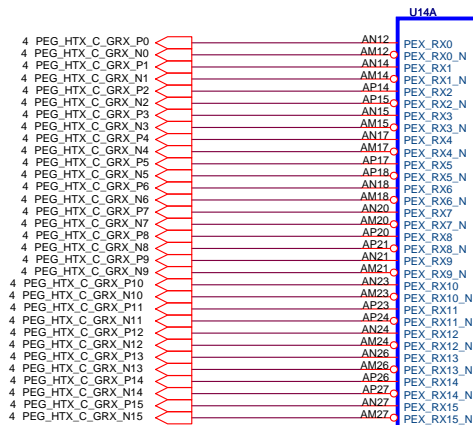 U14A
4 PEG_HTX_C_GRX_P0 AN12 PEX_RX0
4 PEG_HTX_C_GRX_N0 AM12 PEX_RX0_N
4 PEG_HTX_C_GRX_P1 AN14 PEX_RX1
4 PEG_HTX_C_GRX_N1 AM14 PEX_RX1_N
4 PEG_HTX_C_GRX_P2 AP14 PEX_RX2
4 PEG_HTX_C_GRX_N2 AP15 PEX_RX2_N
4 PEG_HTX_C_GRX_P3 AN15 PEX_RX3
4 PEG_HTX_C_GRX_N3 AM15 PEX_RX3_N
4 PEG_HTX_C_GRX_P4 AN17 PEX_RX4
4 PEG_HTX_C_GRX_N4 AM17 PEX_RX4_N
4 PEG_HTX_C_GRX_P5 AP17 PEX_RX5
4 PEG_HTX_C_GRX_N5 AP18 PEX_RX5_N
4 PEG_HTX_C_GRX_P6 AN18 PEX_RX6
4 PEG_HTX_C_GRX_N6 AM18 PEX_RX6_N
4 PEG_HTX_C_GRX_P7 AN20 PEX_RX7
4 PEG_HTX_C_GRX_N7 AM20 PEX_RX7_N
4 PEG_HTX_C_GRX_P8 AP20 PEX_RX8
4 PEG_HTX_C_GRX_N8 AP21 PEX_RX8_N
4 PEG_HTX_C_GRX_P9 AN21 PEX_RX9
4 PEG_HTX_C_GRX_N9 AM21 PEX_RX9_N
4 PEG_HTX_C_GRX_P10 AN23 PEX_RX10
4 PEG_HTX_C_GRX_N10 AM23 PEX_RX10_N
4 PEG_HTX_C_GRX_P11 AP23 PEX_RX11
4 PEG_HTX_C_GRX_N11 AP24 PEX_RX11_N
4 PEG_HTX_C_GRX_P12 AN24 PEX_RX12
4 PEG_HTX_C_GRX_N12 AM24 PEX_RX12_N
4 PEG_HTX_C_GRX_P13 AN26 PEX_RX13
4 PEG_HTX_C_GRX_N13 AM26 PEX_RX13_N
4 PEG_HTX_C_GRX_P14 AP26 PEX_RX14
4 PEG_HTX_C_GRX_N14 AP27 PEX_RX14_N
4 PEG_HTX_C_GRX_P15 AN27 PEX_RX15
4 PEG_HTX_C_GRX_N15 AM27 PEX_RX15_N